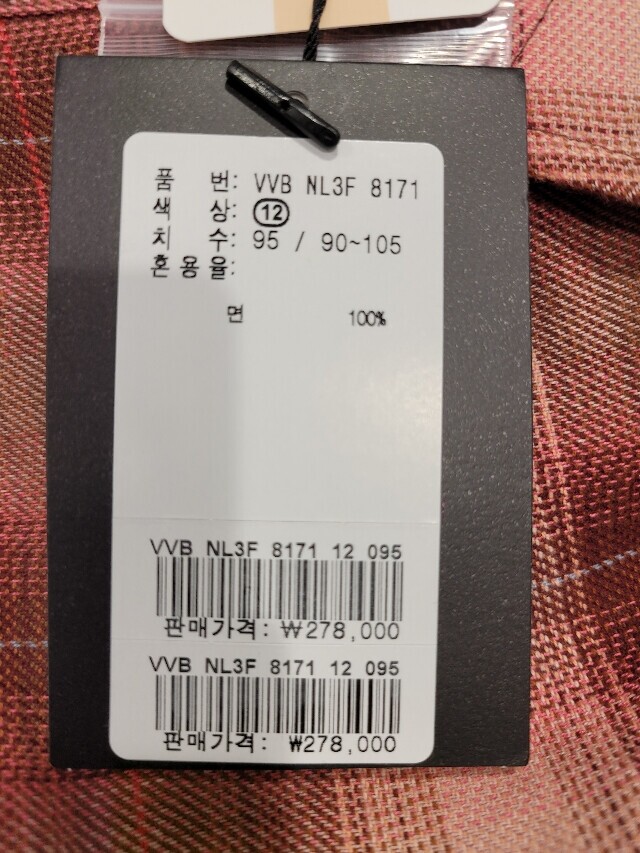 품 번: VVB NL3F 8171
색 상: ⑫
치 수: 95 / 90~105
혼용율:
면 100%
VVB NL3F 8171 12 095
판매가격: ₩278,000
VVB NL3F 8171 12 095
판매가격: ₩278,000